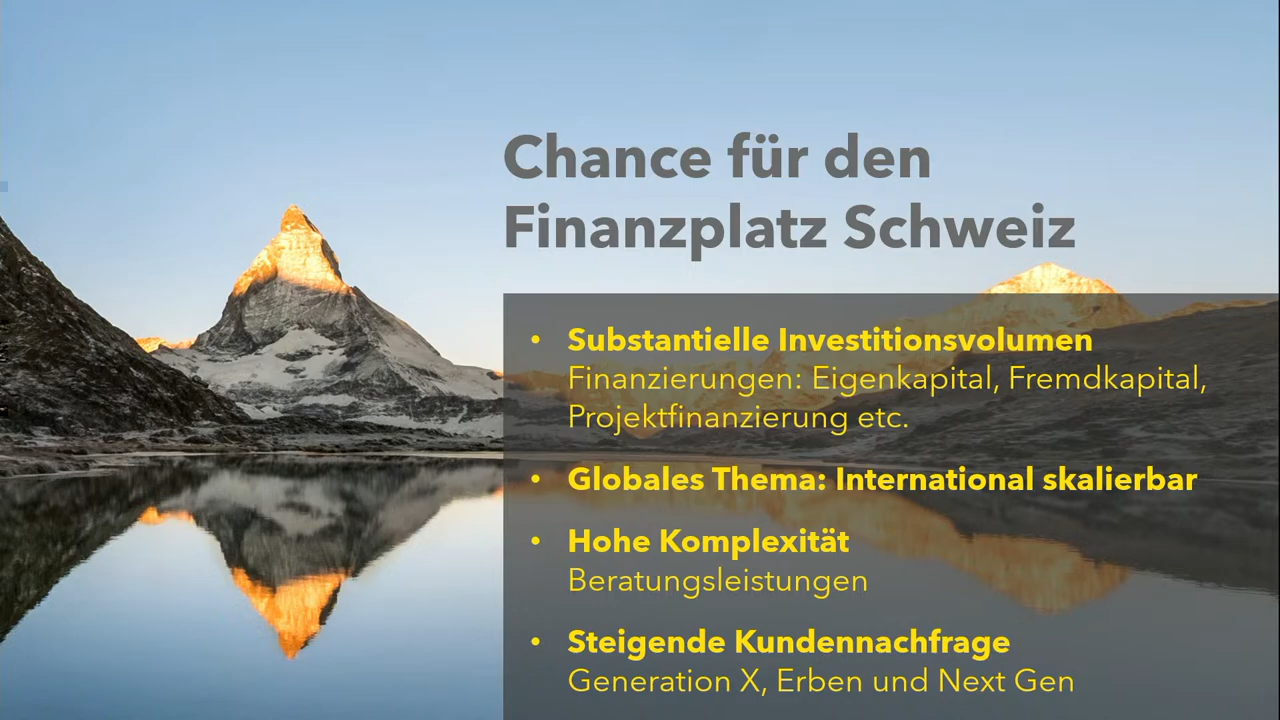 Chance für den
Finanzplatz Schweiz
• Substantielle Investitionsvolumen
Finanzierungen: Eigenkapital, Fremdkapital,
Projektfinanzierung etc.
• Globales Thema: International skalierbar
• Hohe Komplexität
Beratungsleistungen
• Steigende Kundennachfrage
Generation X, Erben und Next Gen